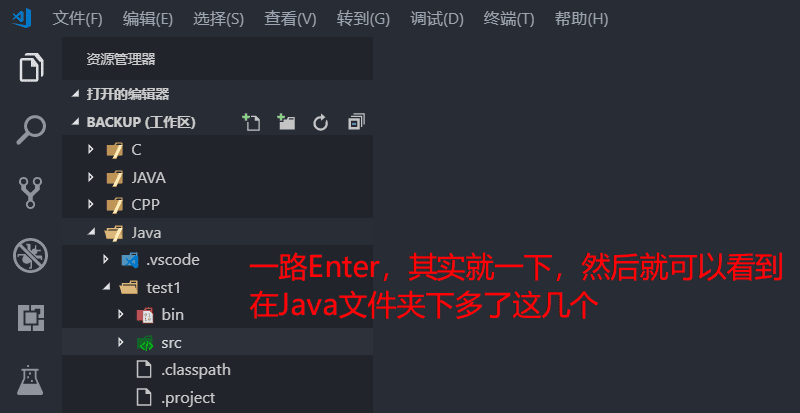 文件(F) 编辑(E) 选择(S) 查看(V) 转到(G) 调试(D) 终端(T) 帮助(H)
资源管理器
打开的编辑器
BACKUP (工作区)
C
JAVA
CPP
Java
.vscode
test1
bin
src
.classpath
.project
一路Enter，其实就一下，然后就可以看到
在Java文件夹下多了这几个